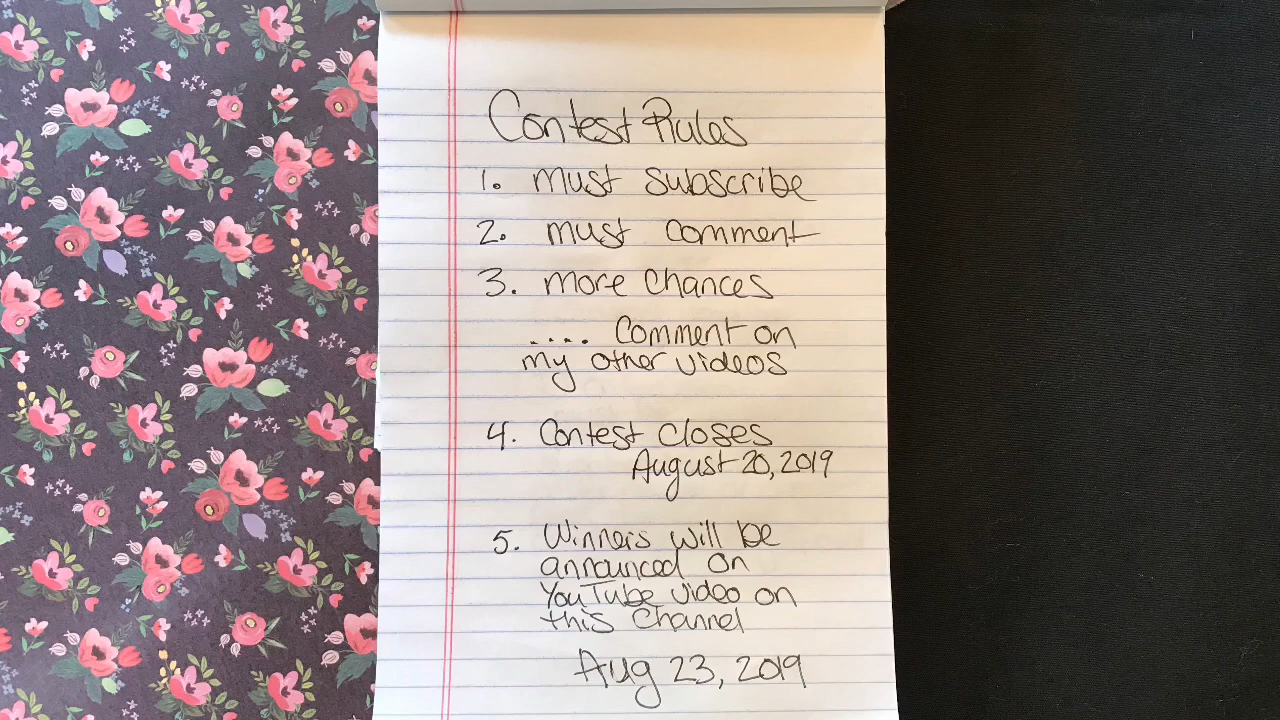 Contest Rules
1. must subscribe
2. must comment
3. more chances
.... Comment on
my other videos
4. Contest closes
August 20, 2019
5. Winners will be
announced on
YouTube video on
this Channel
Aug 23, 2019